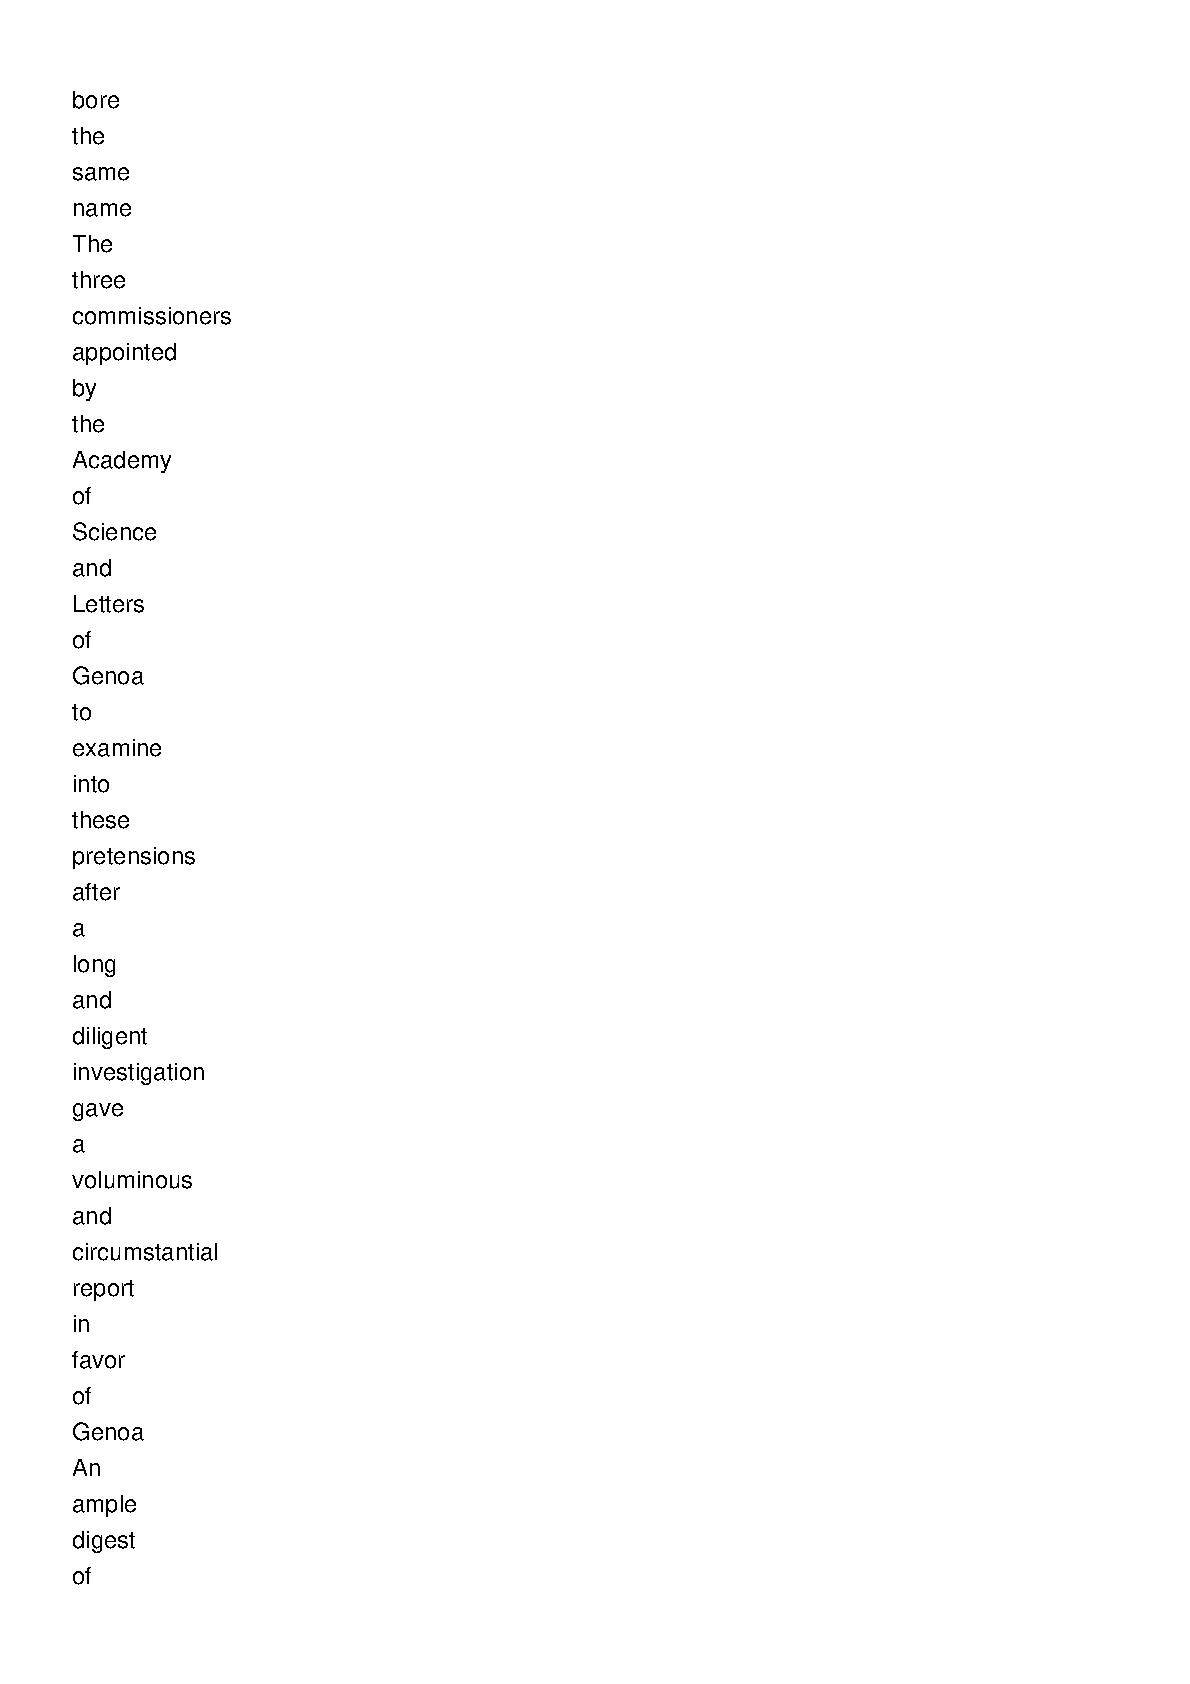 bore
the
same
name
The
three
commissioners
appointed
by
the
Academy
of
Science
and
Letters
of
Genoa
to
examine
into
these
pretensions
after
a
long
and
diligent
investigation
gave
a
voluminous
and
circumstantial
report
in
favor
of
Genoa
An
ample
digest
of